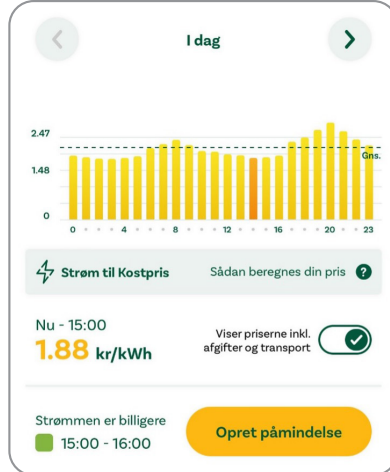 I dag
2.47
Gns.
1.48
0
0 4 8 12 16 20 23
Strøm til Kostpris Sådan beregnes din pris ?
Nu - 15:00
1.88 kr/kWh
Viser priserne inkl.
afgifter og transport
Strømmen er billigere
15:00 - 16:00
Opret påmindelse